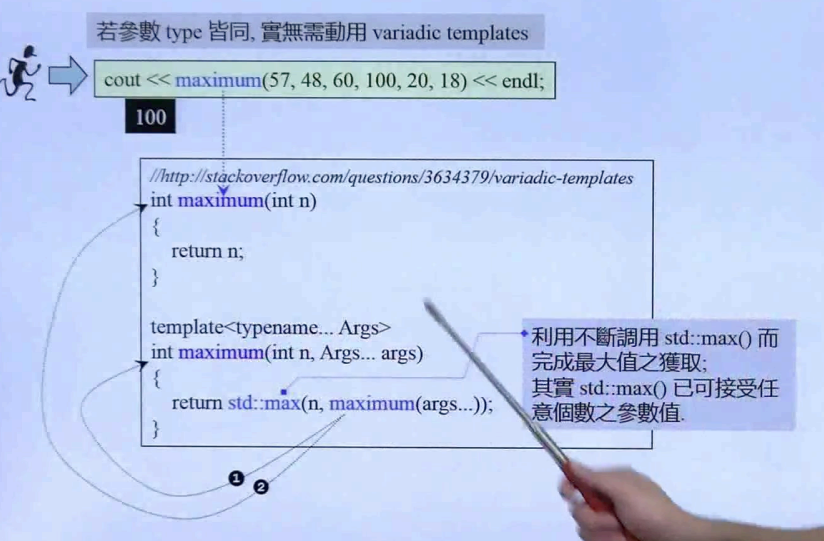 若參數 type 皆同, 實無需動用 variadic templates
cout << maximum(57, 48, 60, 100, 20, 18) << endl;
100
//http://stackoverflow.com/questions/3634379/variadic-templates
int maximum(int n)
{
return n;
}
template<typename... Args>
int maximum(int n, Args... args)
{
return std::max(n, maximum(args...));
}
利用不斷調用 std::max() 而
完成最大值之獲取;
其實 std::max() 已可接受任
意個數之參數值.
❶
❷